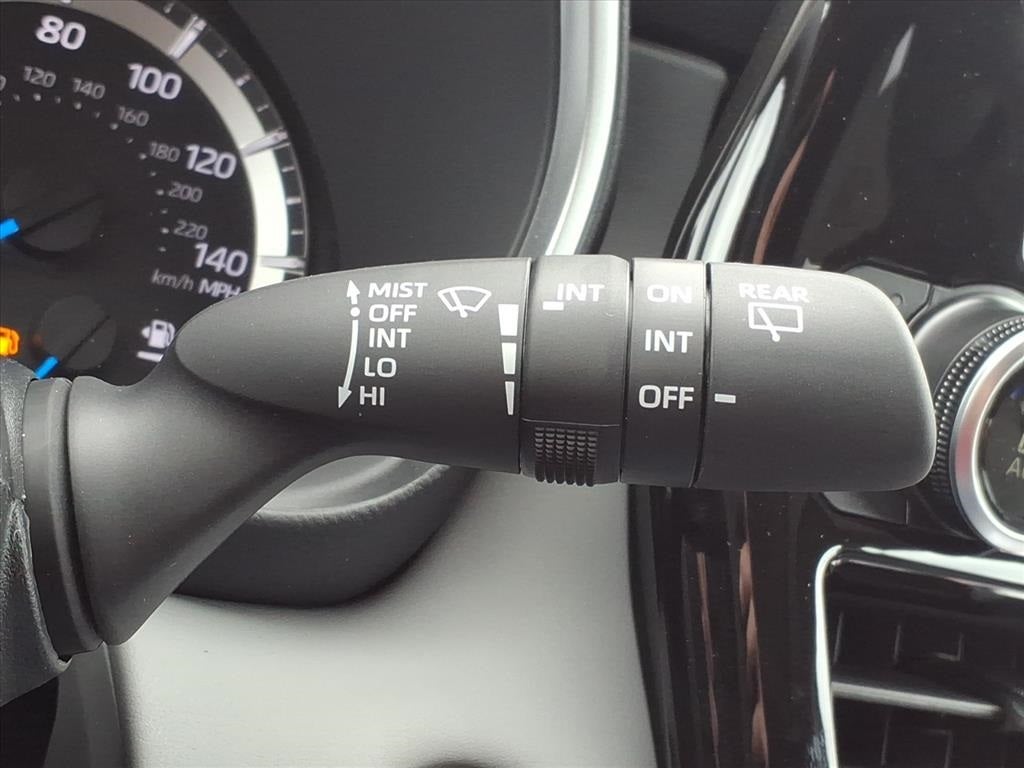 80
100
120
140
120
140
160
180
200
220
km/h MPH
MIST
OFF
INT
LO
HI
INT
ON
INT
OFF
REAR